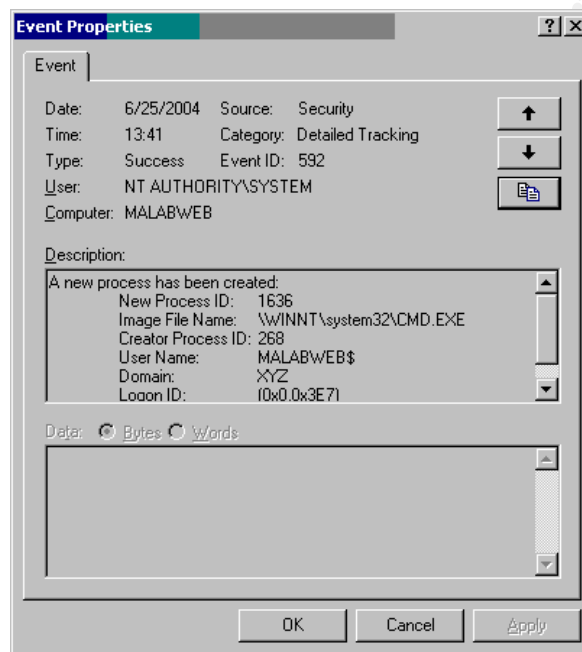 Event Properties
Event
Date: 6/25/2004 Source: Security
Time: 13:41 Category: Detailed Tracking
Type: Success Event ID: 592
User: NT AUTHORITY\SYSTEM
Computer: MALABWEB
Description:
A new process has been created:
New Process ID: 1636
Image File Name: \WINNT\system32\CMD.EXE
Creator Process ID: 268
User Name: MALABWEB$
Domain: XYZ
Logon ID: (0x0,0x3E7)
Data: Bytes Words
OK Cancel Apply